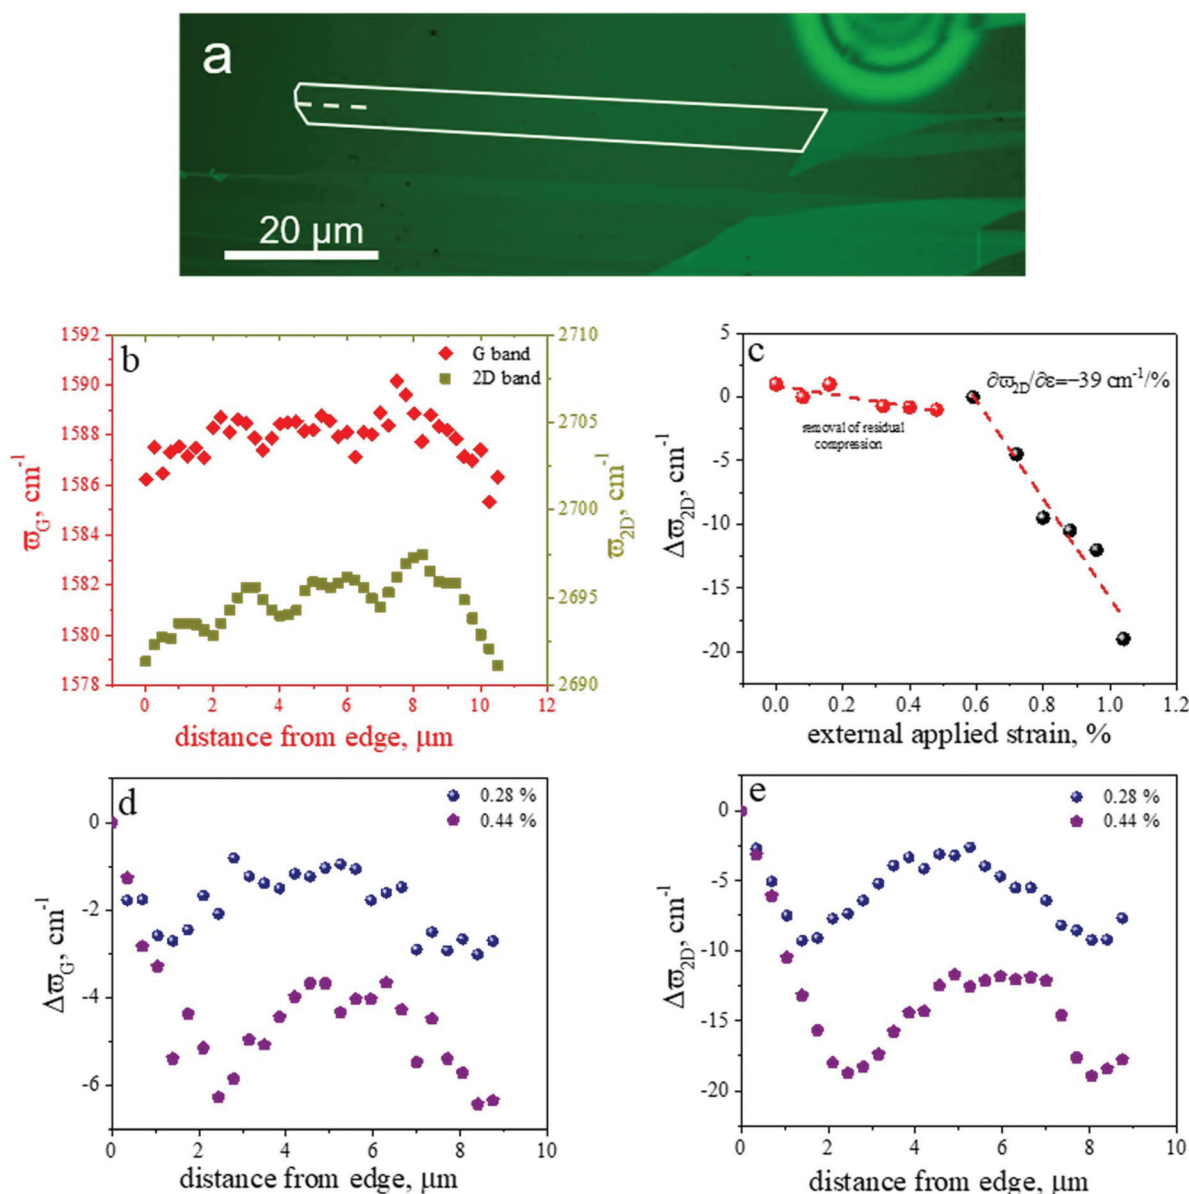 a
20 μm
b
G band
2D band
1592
1590
1588
1586
1584
1582
1580
1578
ϖG, cm-1
2710
2705
2700
2695
2690
ϖ2D, cm-1
0 2 4 6 8 10 12
distance from edge, μm
c
∂ϖ2D/∂ε=−39 cm-1/%
removal of residual
compression
5
0
-5
-10
-15
-20
Δϖ2D, cm-1
0.0 0.2 0.4 0.6 0.8 1.0 1.2
external applied strain, %
d
0.28 %
0.44 %
0
-2
-4
-6
ΔϖG, cm-1
0 2 4 6 8 10
distance from edge, μm
e
0.28 %
0.44 %
0
-5
-10
-15
-20
Δϖ2D, cm-1
0 2 4 6 8 10
distance from edge, μm